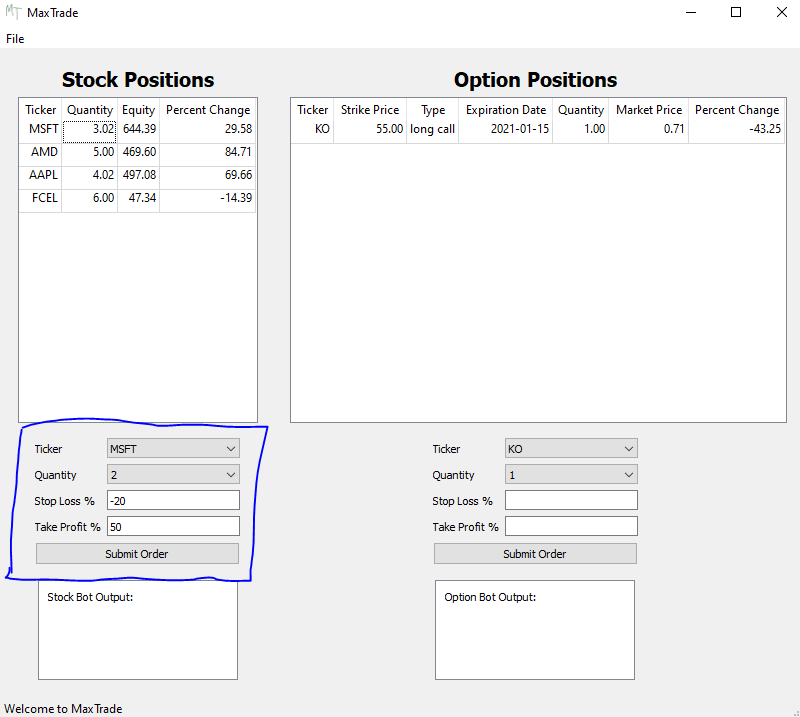 MT MaxTrade
File
Stock Positions
Ticker Quantity Equity Percent Change
MSFT 3.02 644.39 29.58
AMD 5.00 469.60 84.71
AAPL 4.02 497.08 69.66
FCEL 6.00 47.34 -14.39
Option Positions
Ticker Strike Price Type Expiration Date Quantity Market Price Percent Change
KO 55.00 long call 2021-01-15 1.00 0.71 -43.25
Ticker MSFT
Quantity 2
Stop Loss % -20
Take Profit % 50
Submit Order
Stock Bot Output:
Ticker KO
Quantity 1
Stop Loss %
Take Profit %
Submit Order
Option Bot Output:
Welcome to MaxTrade